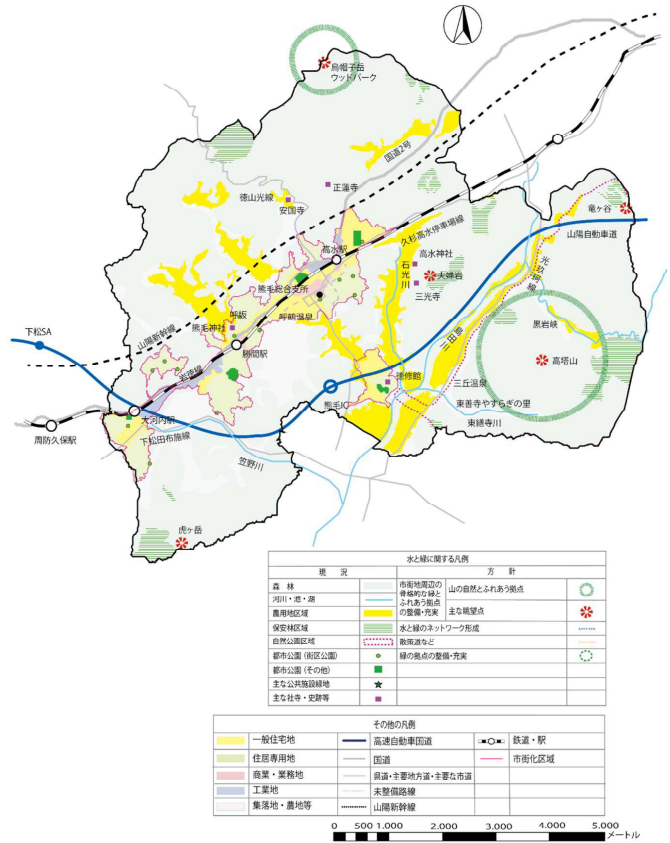 烏帽子岳
ウッドパーク
国道2号
正蓮寺
徳山光線
安国寺
竜ヶ谷
久杉高水停車場線
山陽自動車道
高水駅
高水神社
石光川
熊毛総合支所
三光寺
呼坂
熊毛神社
呼鶴温泉
下松SA
山陽新幹線
黒岩峡
島田川
勝間駅
高塔山
岩徳線
徳修館
三丘温泉
熊毛IC
東善寺やすらぎの里
大河内駅
周防久保駅
下松田布施線
東繕寺川
笠野川
虎ヶ岳
水と緑に関する凡例
現 況
方 針
森 林
市街地周辺の
骨格的な緑と
ふれあう拠点
の整備・充実
山の自然とふれあう拠点
河川・池・湖
農用地区域
主な眺望点
保安林区域
水と緑のネットワーク形成
自然公園区域
散策道など
都市公園（街区公園）
緑の拠点の整備・充実
都市公園（その他）
主な公共施設緑地
主な社寺・史跡等
その他の凡例
一般住宅地
高速自動車国道
鉄道・駅
住居専用地
国道
市街化区域
商業・業務地
県道・主要地方道・主要な市道
工業地
未整備路線
集落地・農地等
山陽新幹線
0 500 1.000 2.000 3.000 4.000 5.000
メートル